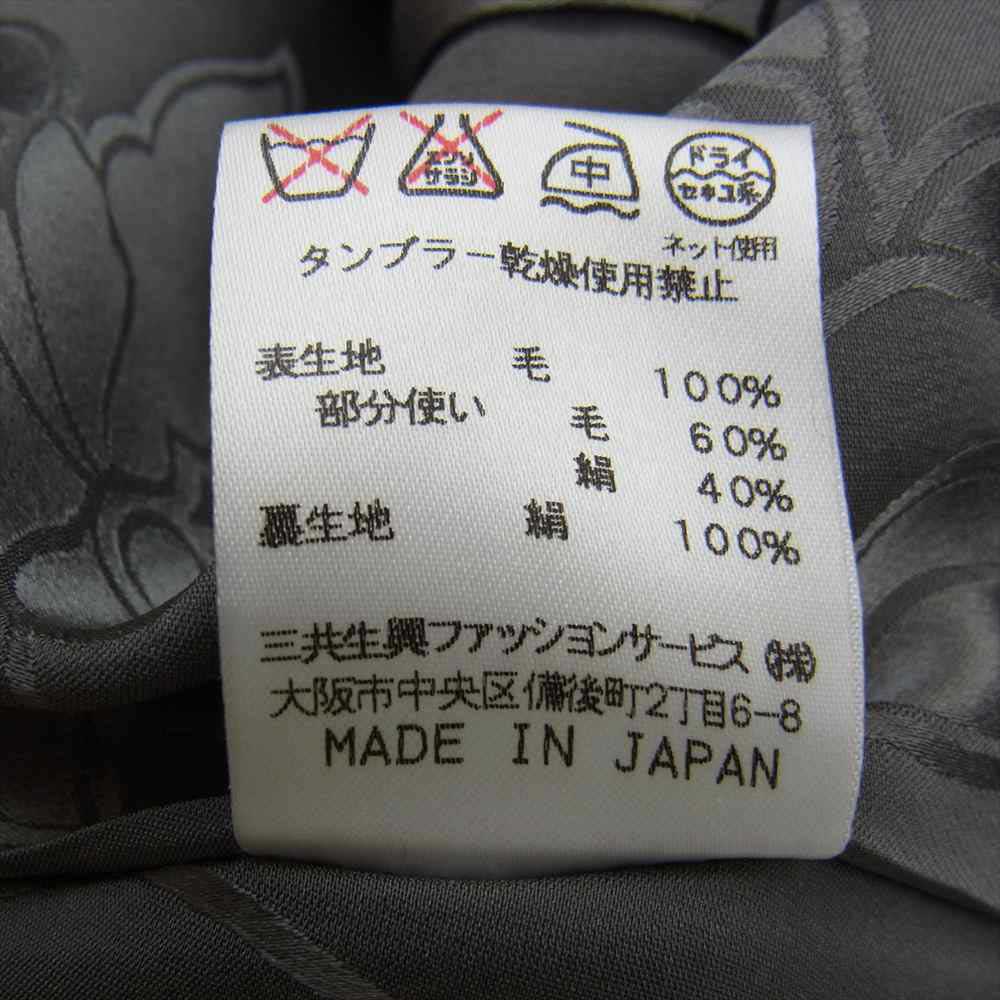 エンソ
サラシ
中
ドライ
セキユ系
ネット使用
タンブラー乾燥使用禁止
表生地 毛 100%
部分使い 毛 60%
絹 40%
裏生地 絹 100%
三共生興ファッションサービス㈱
大阪市中央区備後町2丁目6-8
MADE IN JAPAN